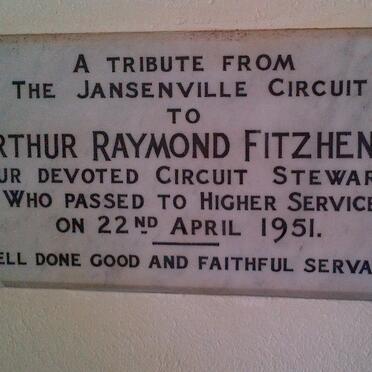 A TRIBUTE FROM
THE JANSENVILLE CIRCUIT
TO
RTHUR RAYMOND FITZHEN
UR DEVOTED CIRCUIT STEWAR
WHO PASSED TO HIGHER SERVICE
ON 22ND APRIL 1951.
ELL DONE GOOD AND FAITHFUL SERVA